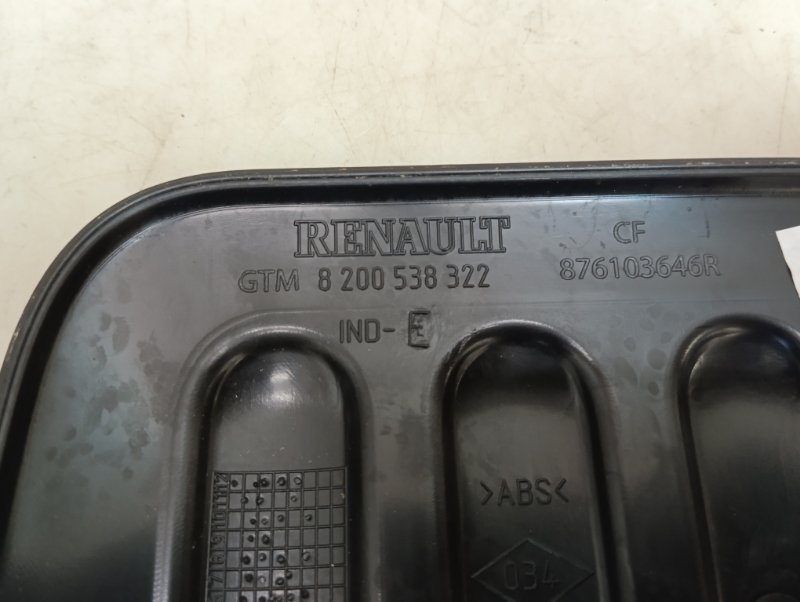 RENAULT
CF
GTM 8 200 538 322
876103646R
IND-E
>ABS<
034